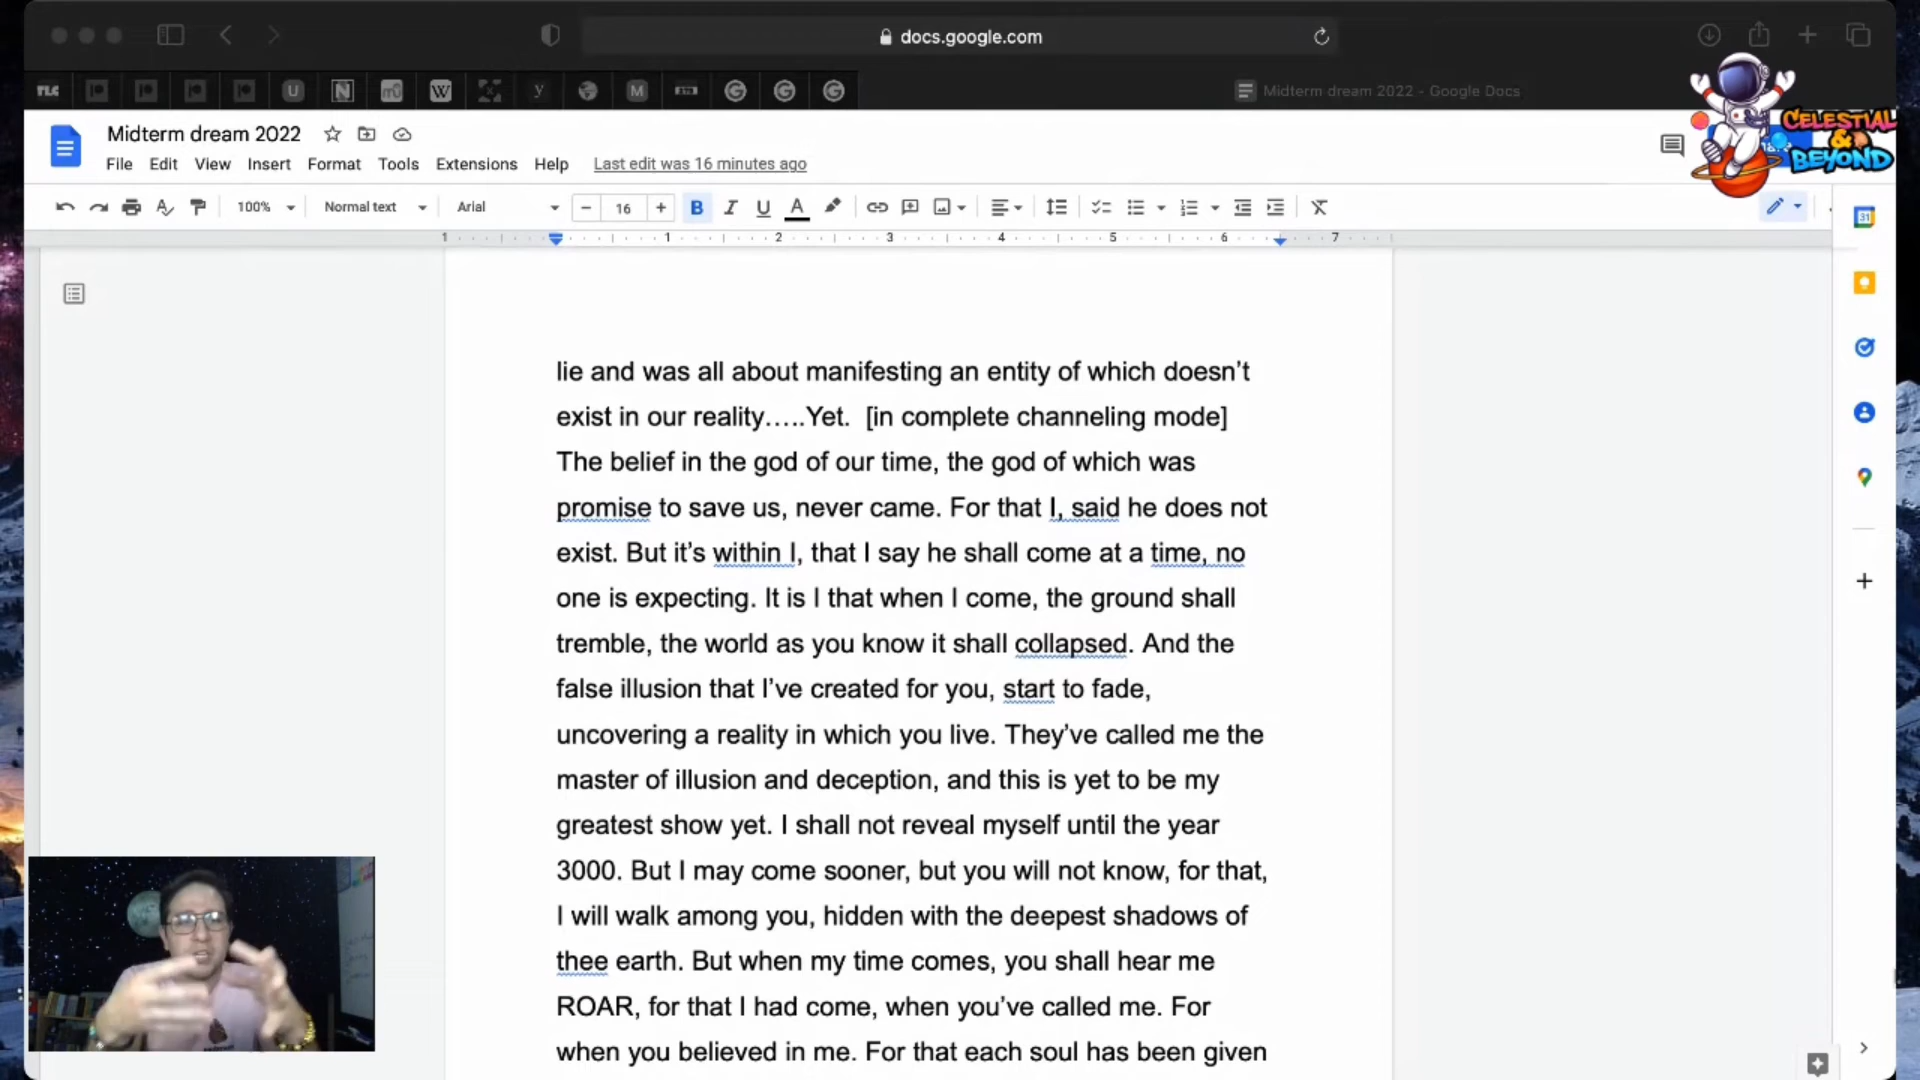 docs.google.com
TLC
U
N
W
y
M
G
G
G
Midterm dream 2022 - Google Docs
CELESTIAL
&
BEYOND
Midterm dream 2022
File Edit View Insert Format Tools Extensions Help Last edit was 16 minutes ago
100% Normal text Arial 16 B I U A
31
1 1 2 3 4 5 6 7
lie and was all about manifesting an entity of which doesn’t
exist in our reality…..Yet.  [in complete channeling mode]
The belief in the god of our time, the god of which was
promise to save us, never came. For that I, said he does not
exist. But it’s within I, that I say he shall come at a time, no
one is expecting. It is I that when I come, the ground shall
tremble, the world as you know it shall collapsed. And the
false illusion that I’ve created for you, start to fade,
uncovering a reality in which you live. They’ve called me the
master of illusion and deception, and this is yet to be my
greatest show yet. I shall not reveal myself until the year
3000. But I may come sooner, but you will not know, for that,
I will walk among you, hidden with the deepest shadows of
thee earth. But when my time comes, you shall hear me
ROAR, for that I had come, when you’ve called me. For
when you believed in me. For that each soul has been given